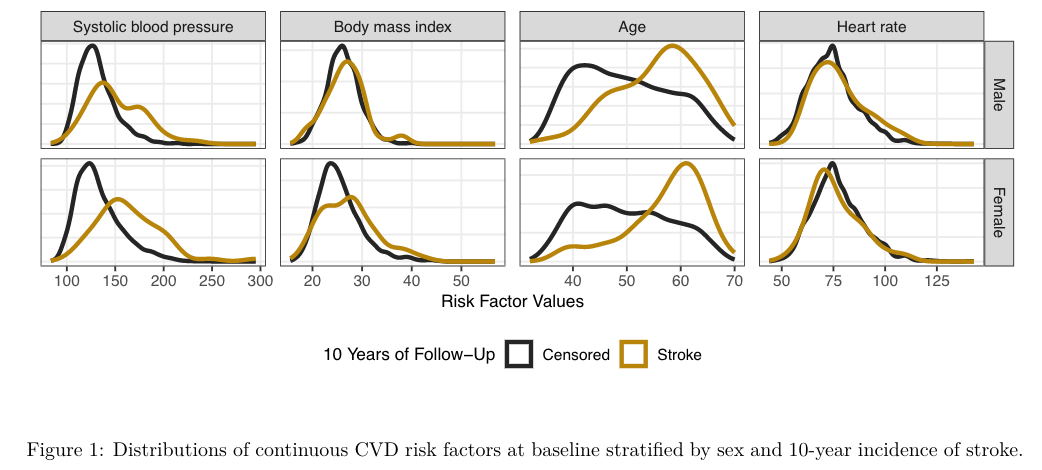 Systolic blood pressure Body mass index Age Heart rate
Male
Female
100 150 200 250 300 20 30 40 50 40 50 60 70 50 75 100 125
Risk Factor Values
10 Years of Follow−Up Censored Stroke
Figure 1: Distributions of continuous CVD risk factors at baseline stratified by sex and 10-year incidence of stroke.